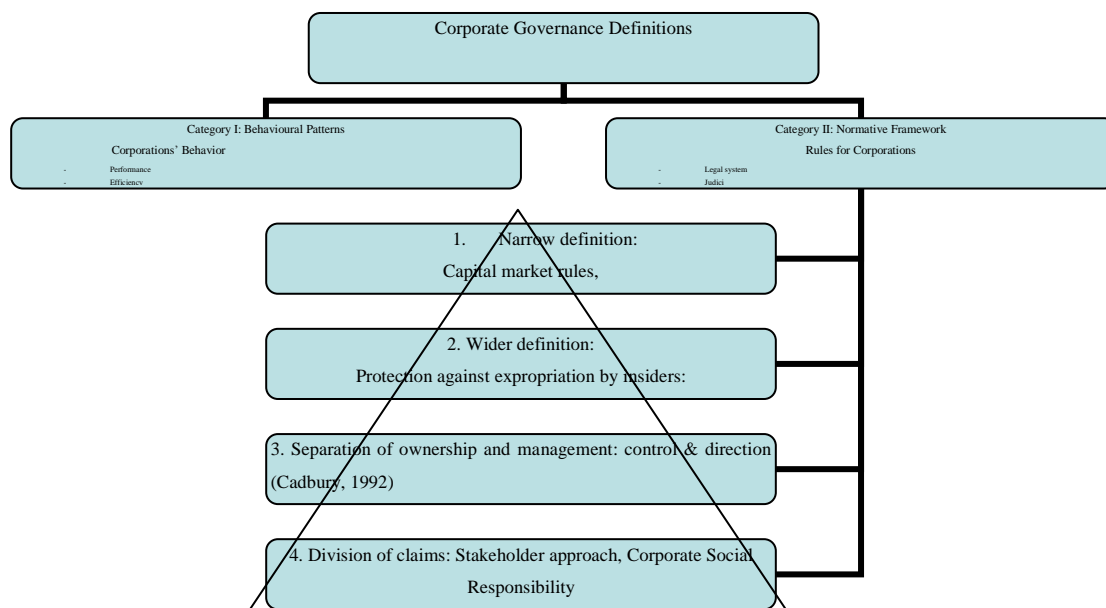 Corporate Governance Definitions
Category I: Behavioural Patterns
Corporations' Behavior
- Performance
- Efficiency
Category II: Normative Framework
Rules for Corporations
- Legal system
- Judici
1. Narrow definition:
Capital market rules,
2. Wider definition:
Protection against expropriation by insiders:
3. Separation of ownership and management: control & direction
(Cadbury, 1992)
4. Division of claims: Stakeholder approach, Corporate Social
Responsibility